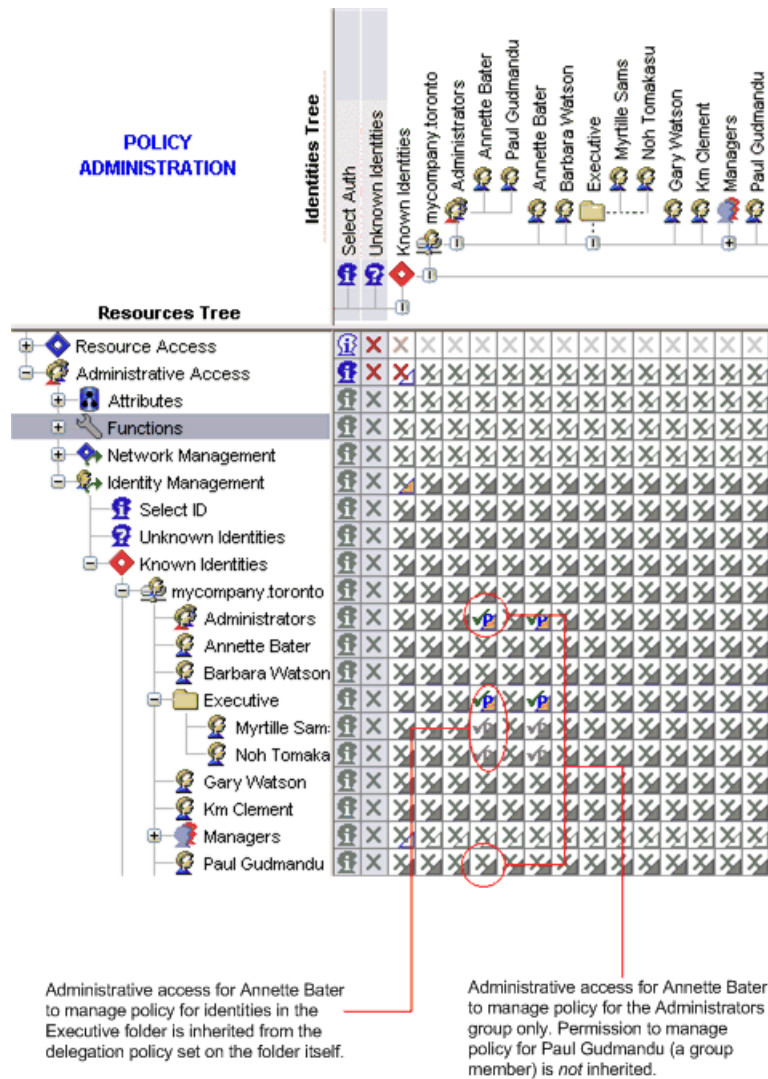 POLICY
ADMINISTRATION
Identities Tree
Select Auth
Unknown Identities
Known Identities
mycompany.toronto
Administrators
Annette Bater
Paul Gudmandu
Annette Bater
Barbara Watson
Executive
Myrtille Sams
Noh Tomakasu
Gary Watson
Km Clement
Managers
Paul Gudmandu
Resources Tree
Resource Access
Administrative Access
Attributes
Functions
Network Management
Identity Management
Select ID
Unknown Identities
Known Identities
mycompany.toronto
Administrators
Annette Bater
Barbara Watson
Executive
Myrtille Sam
Noh Tomaka
Gary Watson
Km Clement
Managers
Paul Gudmandu
Administrative access for Annette Bater
to manage policy for identities in the
Executive folder is inherited from the
delegation policy set on the folder itself.
Administrative access for Annette Bater
to manage policy for the Administrators
group only. Permission to manage
policy for Paul Gudmandu (a group
member) is not inherited.